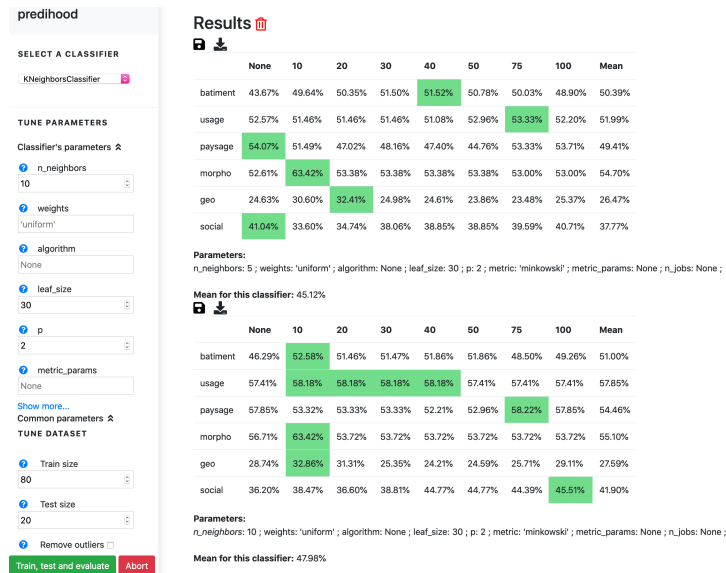 predihood
SELECT A CLASSIFIER
KNeighborsClassifier
TUNE PARAMETERS
Classifier's parameters
? n_neighbors
10
? weights
'uniform'
? algorithm
None
? leaf_size
30
? p
2
? metric_params
None
Show more...
Common parameters
TUNE DATASET
? Train size
80
? Test size
20
? Remove outliers
Train, test and evaluate Abort
Results
None 10 20 30 40 50 75 100 Mean
batiment 43.67% 49.64% 50.35% 51.50% 51.52% 50.78% 50.03% 48.90% 50.39%
usage 52.57% 51.46% 51.46% 51.46% 51.08% 52.96% 53.33% 52.20% 51.99%
paysage 54.07% 51.49% 47.02% 48.16% 47.40% 44.76% 53.33% 53.71% 49.41%
morpho 52.61% 63.42% 53.38% 53.38% 53.38% 53.38% 53.00% 53.00% 54.70%
geo 24.63% 30.60% 32.41% 24.98% 24.61% 23.86% 23.48% 25.37% 26.47%
social 41.04% 33.60% 34.74% 38.06% 38.85% 38.85% 39.59% 40.71% 37.77%
Parameters:
n_neighbors: 5 ; weights: 'uniform' ; algorithm: None ; leaf_size: 30 ; p: 2 ; metric: 'minkowski' ; metric_params: None ; n_jobs: None ;
Mean for this classifier: 45.12%
None 10 20 30 40 50 75 100 Mean
batiment 46.29% 52.58% 51.46% 51.47% 51.86% 51.86% 48.50% 49.26% 51.00%
usage 57.41% 58.18% 58.18% 58.18% 58.18% 57.41% 57.41% 57.41% 57.85%
paysage 57.85% 53.32% 53.33% 53.33% 52.21% 52.96% 58.22% 57.85% 54.46%
morpho 56.71% 63.42% 53.72% 53.72% 53.72% 53.72% 53.72% 53.72% 55.10%
geo 28.74% 32.86% 31.31% 25.35% 24.21% 24.59% 25.71% 29.11% 27.59%
social 36.20% 38.47% 36.60% 38.81% 44.77% 44.77% 44.39% 45.51% 41.90%
Parameters:
n_neighbors: 10 ; weights: 'uniform' ; algorithm: None ; leaf_size: 30 ; p: 2 ; metric: 'minkowski' ; metric_params: None ; n_jobs: None ;
Mean for this classifier: 47.98%